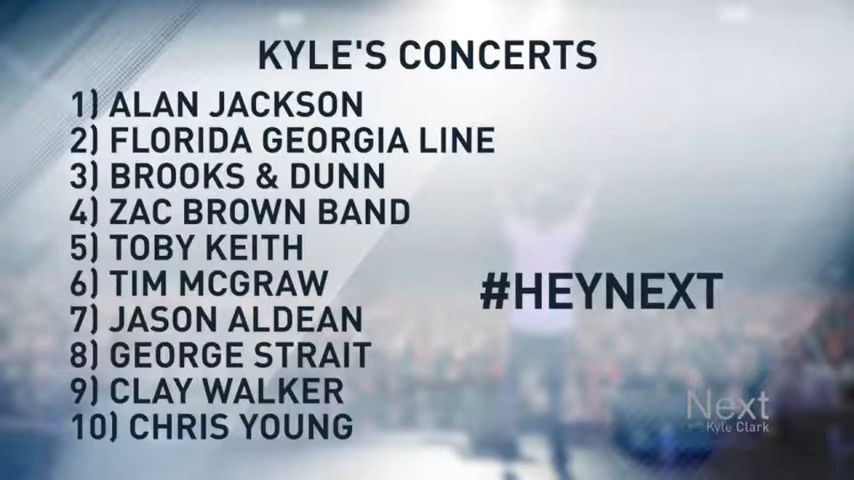 KYLE'S CONCERTS
1) ALAN JACKSON
2) FLORIDA GEORGIA LINE
3) BROOKS & DUNN
4) ZAC BROWN BAND
5) TOBY KEITH
6) TIM MCGRAW
7) JASON ALDEAN
8) GEORGE STRAIT
9) CLAY WALKER
10) CHRIS YOUNG
#HEYNEXT
Next
with Kyle Clark